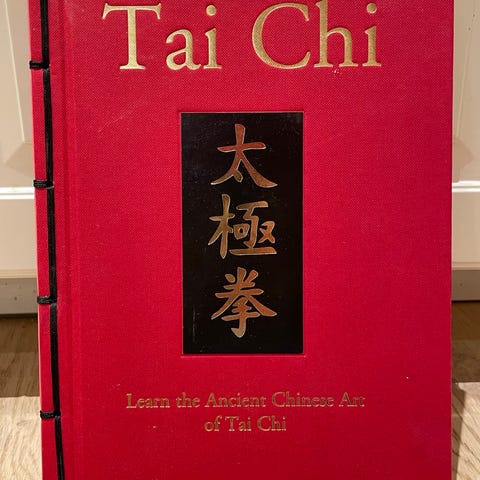 Tai Chi
太極拳
Learn the Ancient Chinese Art
of Tai Chi